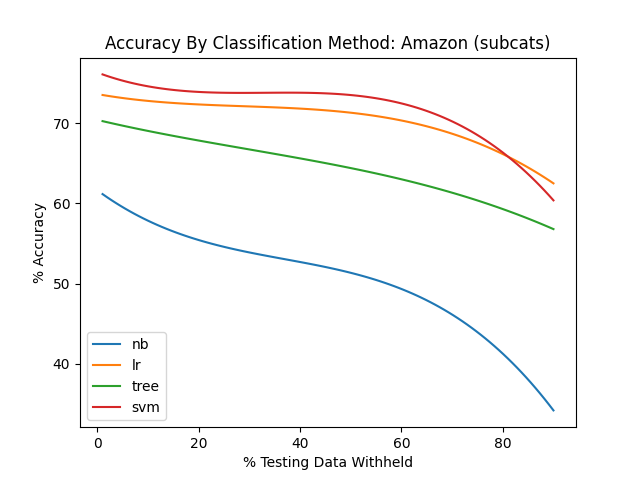 Accuracy By Classification Method: Amazon (subcats)
% Accuracy
70
60
50
40
nb
lr
tree
svm
0 20 40 60 80
% Testing Data Withheld